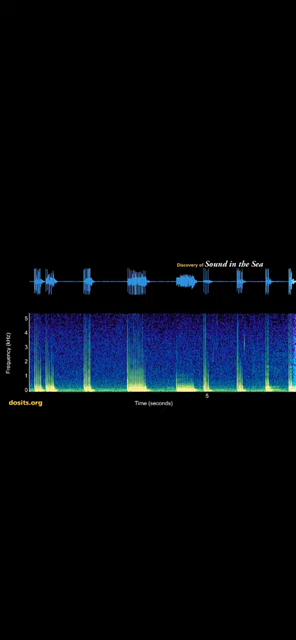 Discovery of Sound in the Sea
Frequency (kHz)
5
4
3
2
1
0
5
dosits.org
Time (seconds)